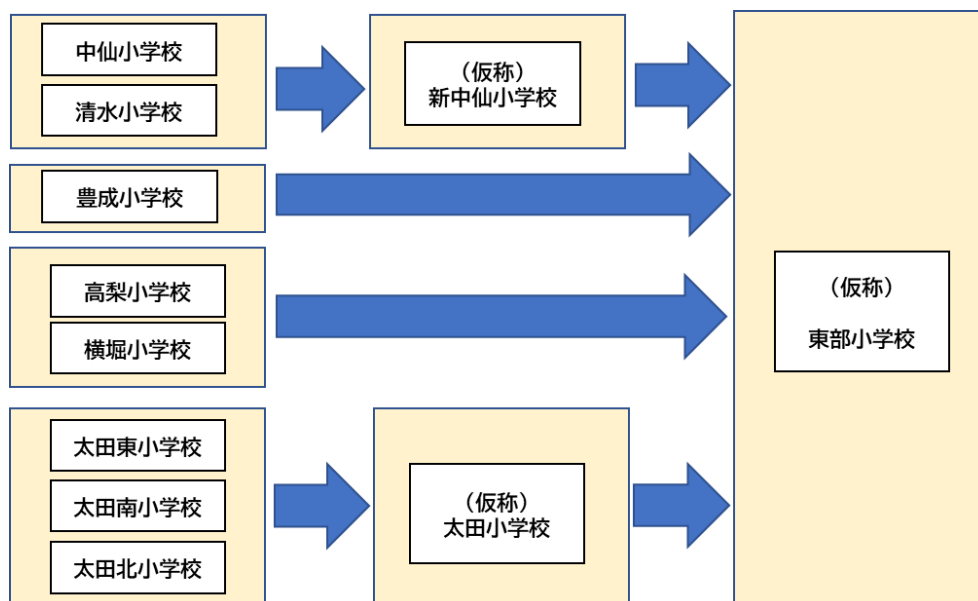 中仙小学校
清水小学校
(仮称)
新中仙小学校
豊成小学校
高梨小学校
横堀小学校
太田東小学校
太田南小学校
太田北小学校
(仮称)
太田小学校
(仮称)
東部小学校